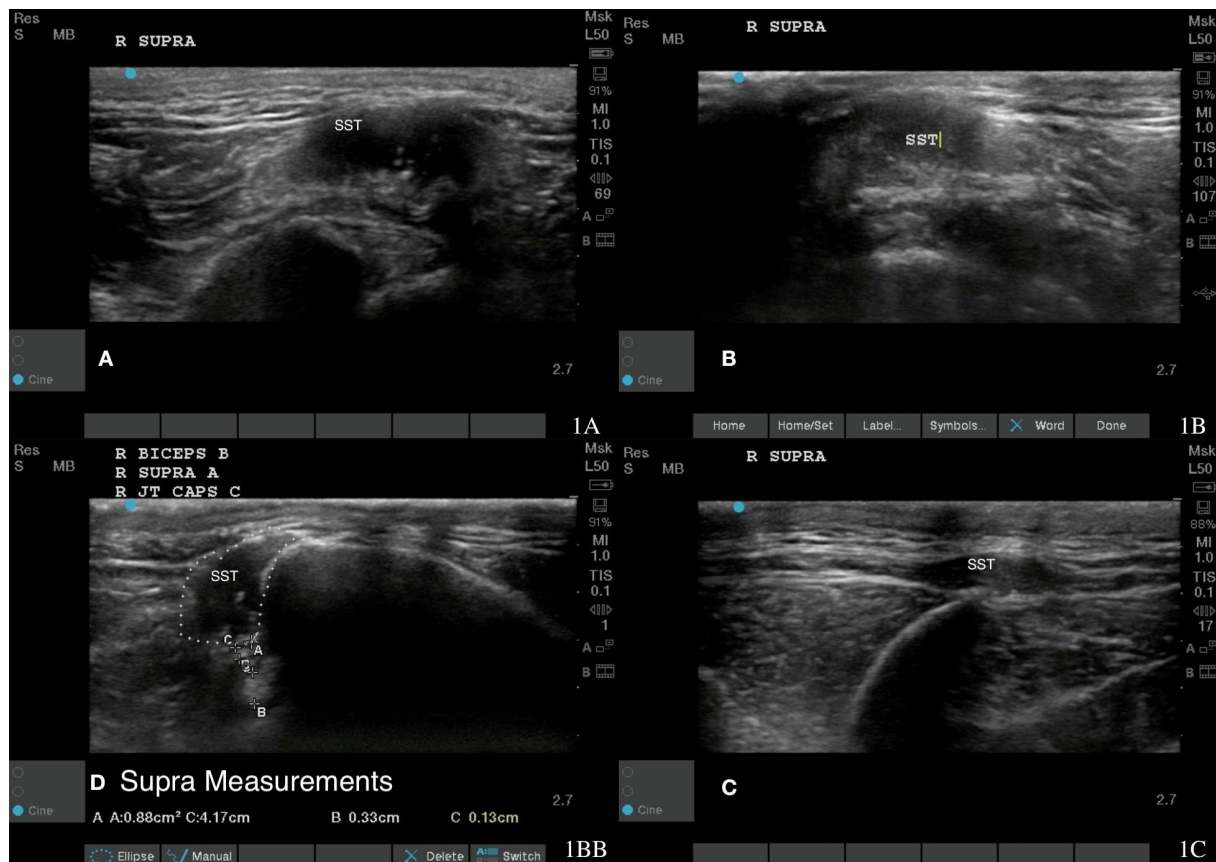 Res
S MB
R SUPRA
Msk
L50
91%
MI
1.0
TIS
0.1
69
A
B
SST
Cine
A
2.7
1A
Res
S MB
R SUPRA
Msk
L50
91%
MI
1.0
TIS
0.1
107
A
B
SST
Cine
B
2.7
Home Home/Set Label... Symbols... Word Done
1B
Res
S MB
R BICEPS B
R SUPRA A
R JT CAPS C
Msk
L50
91%
MI
1.0
TIS
0.1
1
A
B
SST
C
A
B
Cine
D Supra Measurements
2.7
A A:0.88cm² C:4.17cm B 0.33cm C 0.13cm
Ellipse Manual Delete Switch
1BB
Res
S MB
R SUPRA
Msk
L50
88%
MI
1.0
TIS
0.1
17
A
B
SST
Cine
C
2.7
1C